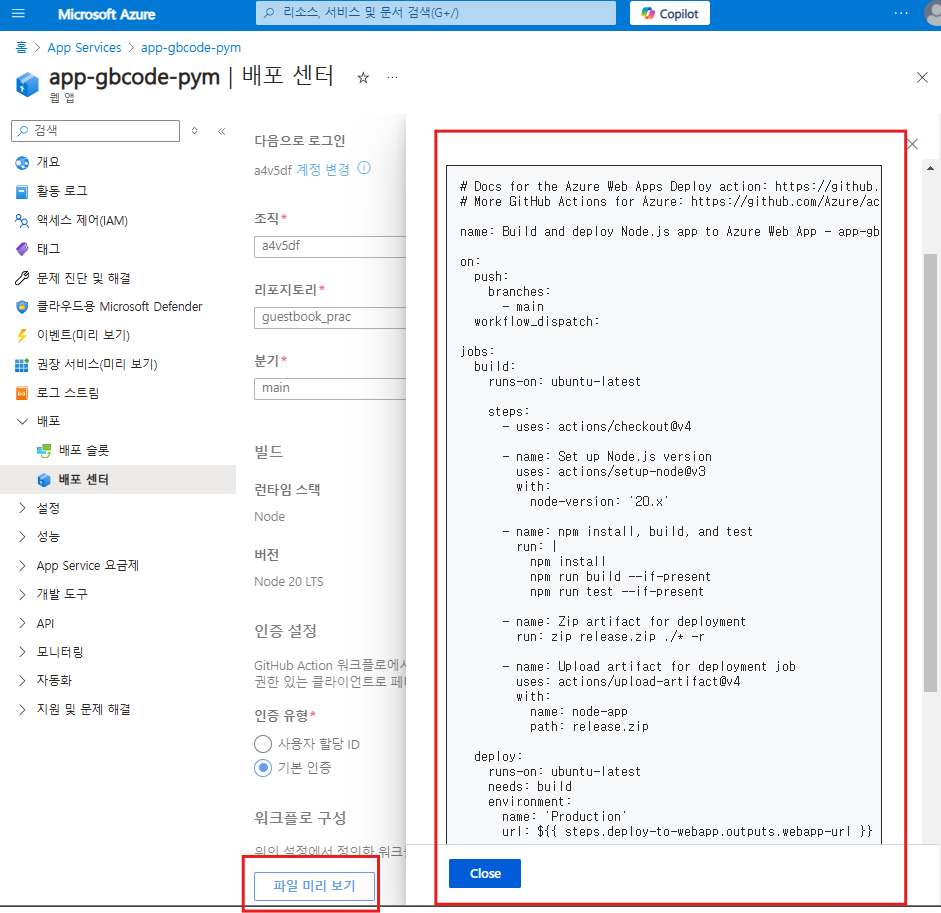 Microsoft Azure
리소스, 서비스 및 문서 검색(G+/)
Copilot
홈 > App Services > app-gbcode-pym
app-gbcode-pym | 배포 센터
웹 앱
검색
개요
활동 로그
액세스 제어(IAM)
태그
문제 진단 및 해결
클라우드용 Microsoft Defender
이벤트(미리 보기)
권장 서비스(미리 보기)
로그 스트림
배포
배포 슬롯
배포 센터
설정
성능
App Service 요금제
개발 도구
API
모니터링
자동화
지원 및 문제 해결
다음으로 로그인
a4v5df 계정 변경
조직*
a4v5df
리포지토리*
guestbook_prac
분기*
main
빌드
런타임 스택
Node
버전
Node 20 LTS
인증 설정
GitHub Action 워크플로에서
권한 있는 클라이언트로 페
인증 유형*
사용자 할당 ID
기본 인증
워크플로 구성
위의 설정에서 정의한 워크
파일 미리 보기
# Docs for the Azure Web Apps Deploy action: https://github.
# More GitHub Actions for Azure: https://github.com/Azure/ac
name: Build and deploy Node.js app to Azure Web App - app-gb
on:
push:
branches:
- main
workflow_dispatch:
jobs:
build:
runs-on: ubuntu-latest
steps:
- uses: actions/checkout@v4
- name: Set up Node.js version
uses: actions/setup-node@v3
with:
node-version: '20.x'
- name: npm install, build, and test
run: |
npm install
npm run build --if-present
npm run test --if-present
- name: Zip artifact for deployment
run: zip release.zip ./* -r
- name: Upload artifact for deployment job
uses: actions/upload-artifact@v4
with:
name: node-app
path: release.zip
deploy:
runs-on: ubuntu-latest
needs: build
environment:
name: 'Production'
url: ${{ steps.deploy-to-webapp.outputs.webapp-url }}
Close